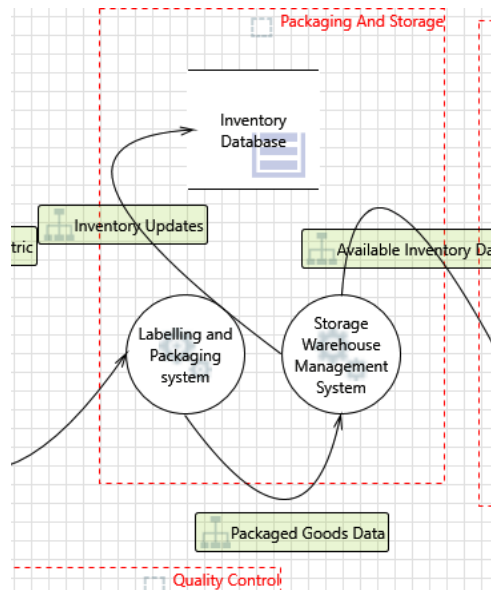 Packaging And Storage
Inventory
Database
Inventory Updates
tric
Available Inventory Da
Labelling and
Packaging
system
Storage
Warehouse
Management
System
Packaged Goods Data
Quality Control